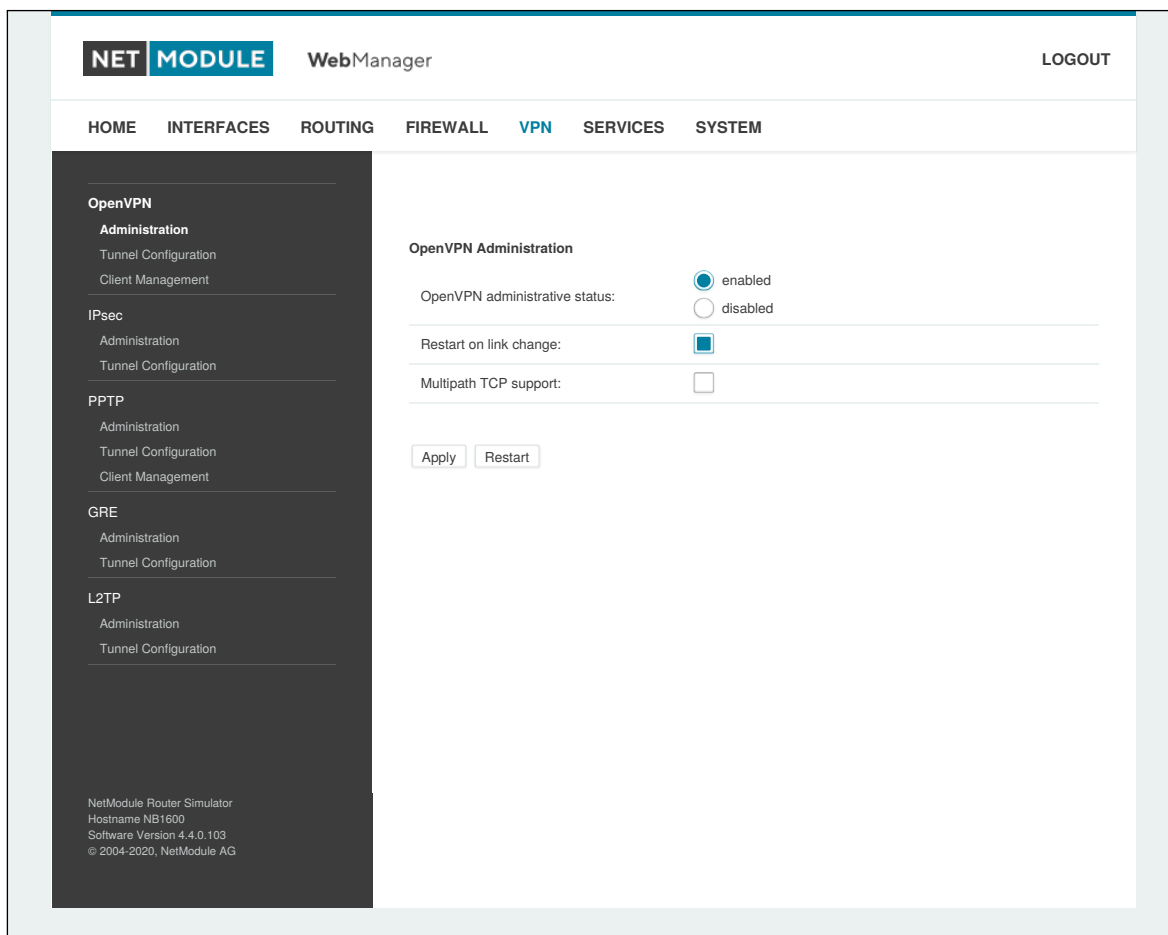 NET MODULE WebManager LOGOUT
HOME INTERFACES ROUTING FIREWALL VPN SERVICES SYSTEM
OpenVPN
Administration
Tunnel Configuration
Client Management
IPsec
Administration
Tunnel Configuration
PPTP
Administration
Tunnel Configuration
Client Management
GRE
Administration
Tunnel Configuration
L2TP
Administration
Tunnel Configuration
NetModule Router Simulator
Hostname NB1600
Software Version 4.4.0.103
© 2004-2020, NetModule AG
OpenVPN Administration
OpenVPN administrative status:
enabled
disabled
Restart on link change:
Multipath TCP support:
Apply Restart